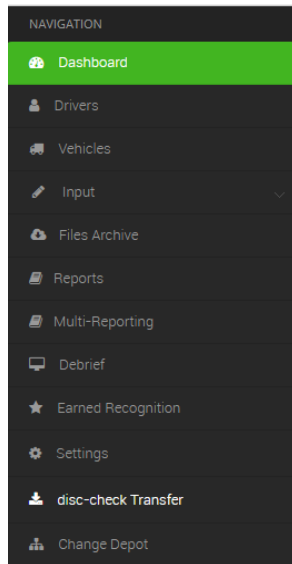 NAVIGATION
Dashboard
Drivers
Vehicles
Input
Files Archive
Reports
Multi-Reporting
Debrief
Earned Recognition
Settings
disc-check Transfer
Change Depot